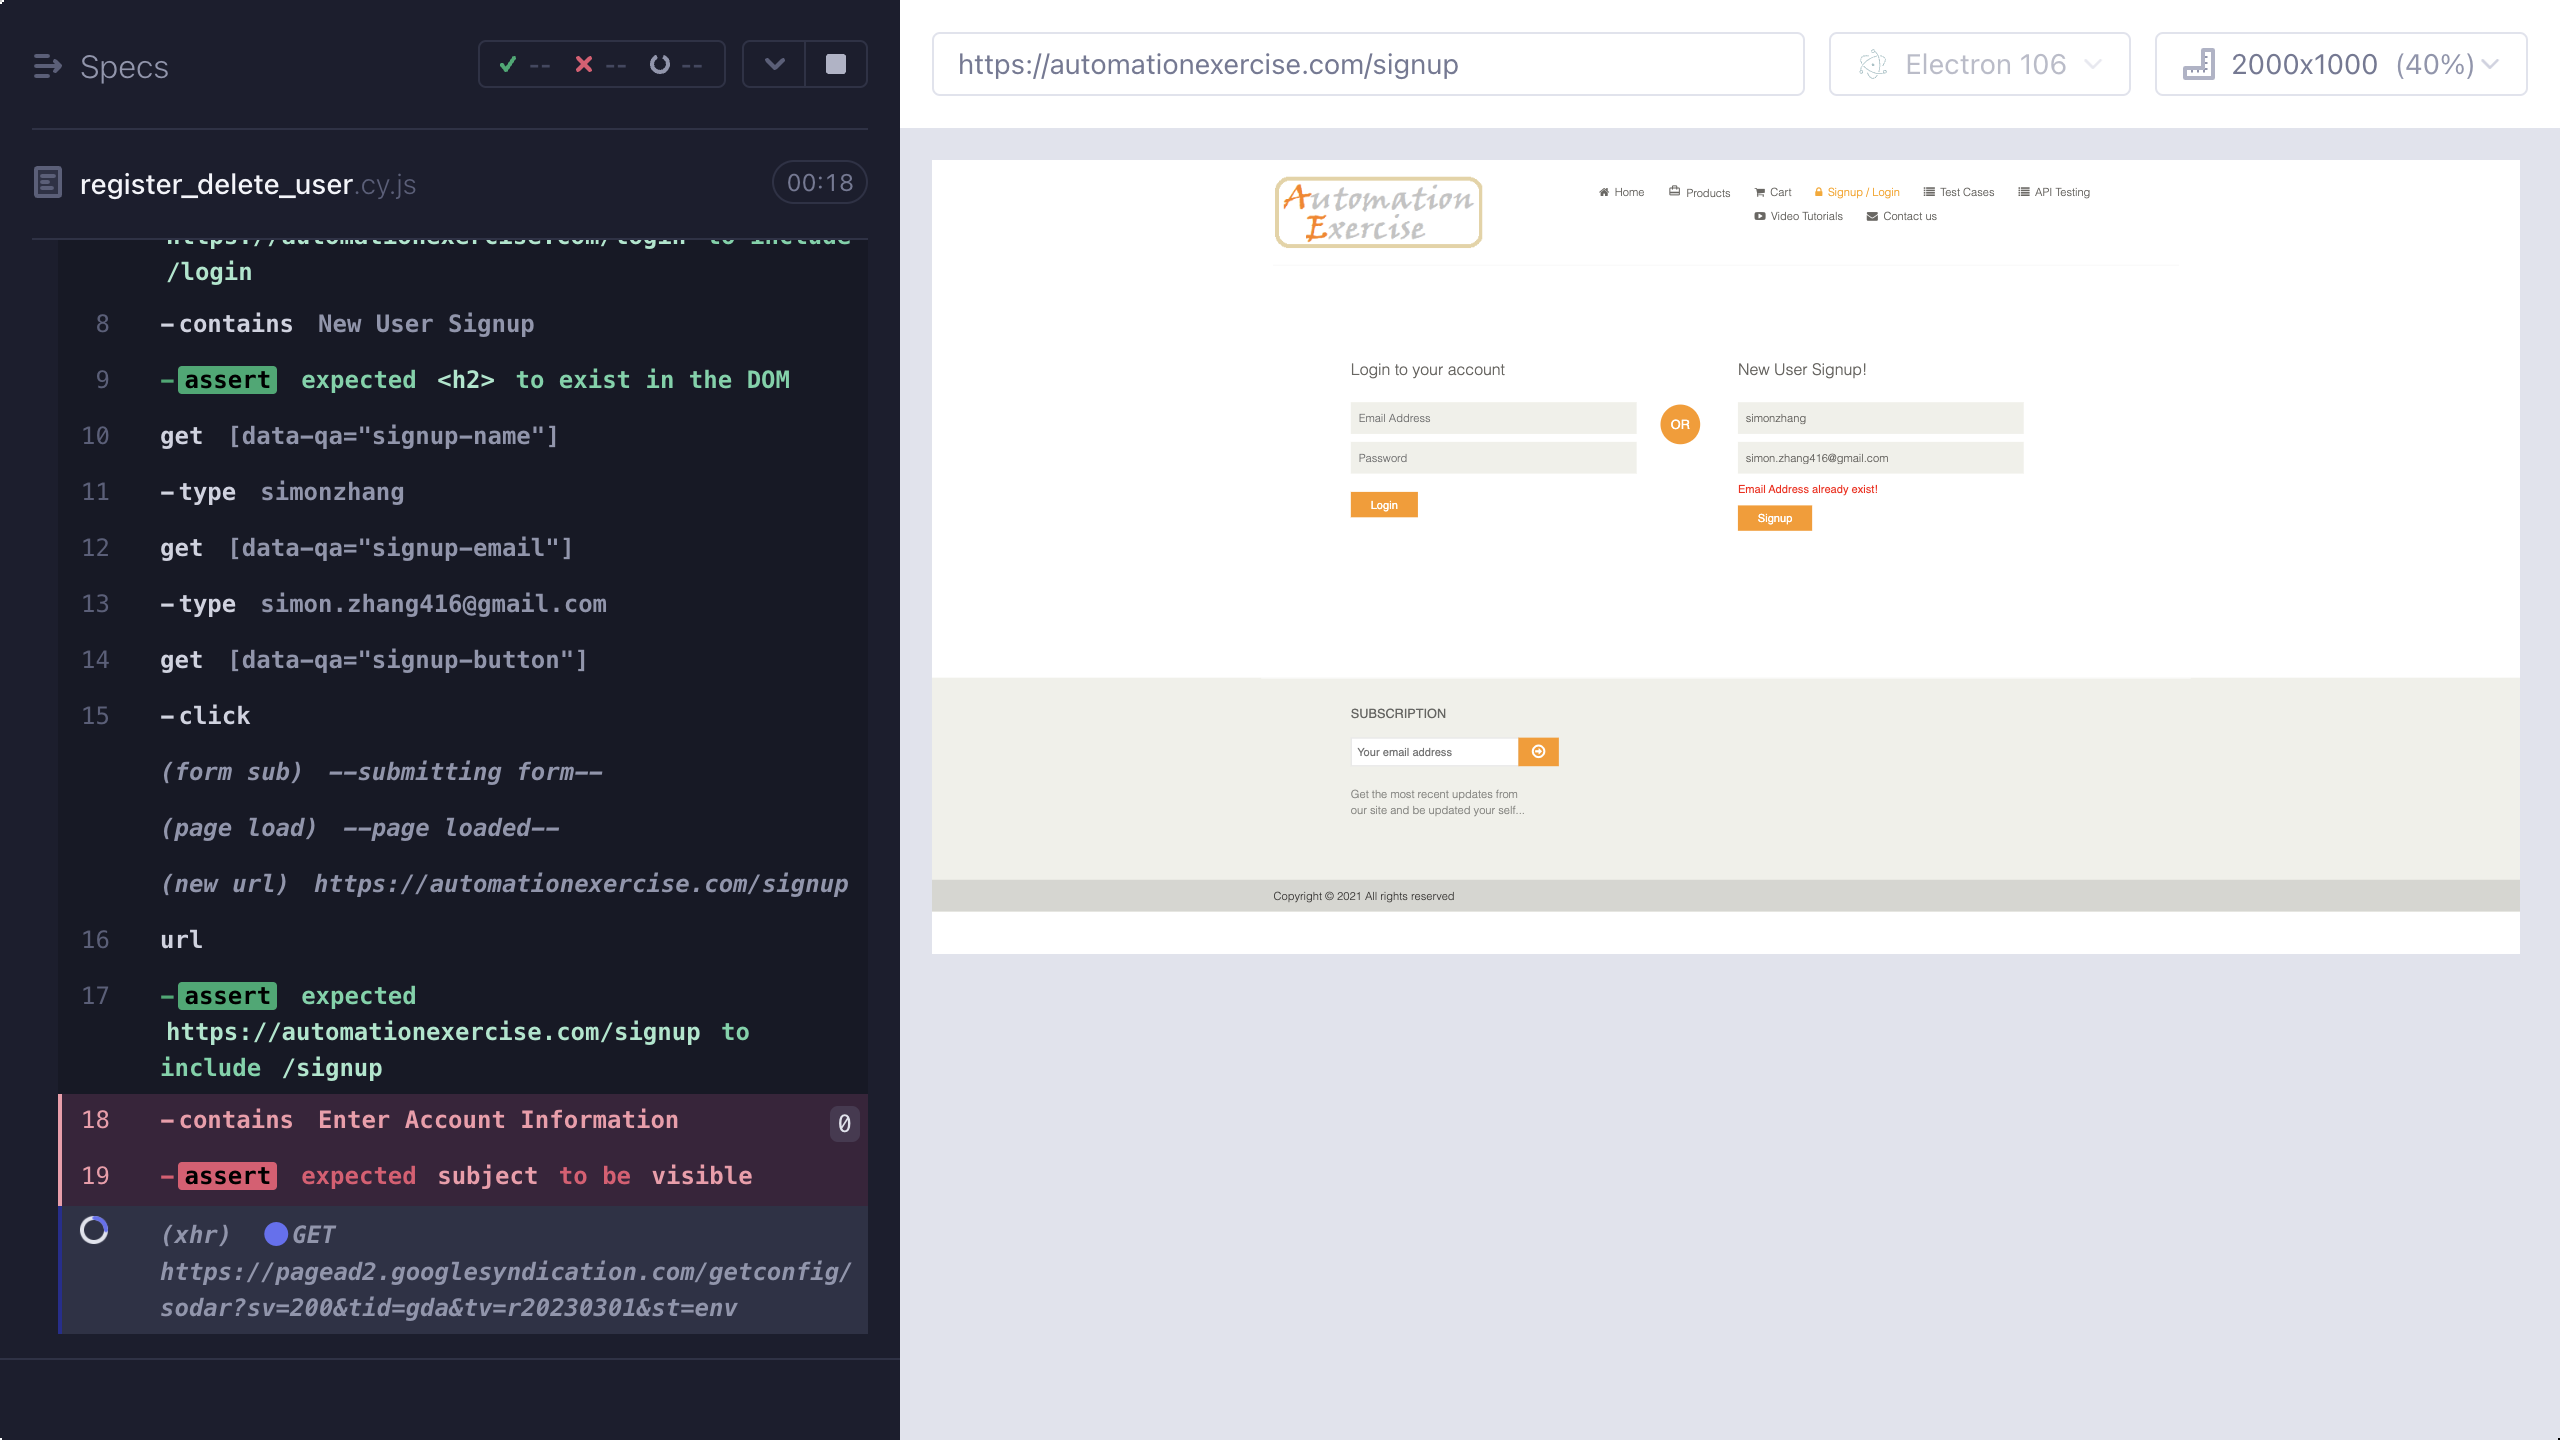 Specs
-- -- --
register_delete_user.cy.js
00:18
https://automationexercise.com/login to include
/login
8 -contains New User Signup
9 -assert expected <h2> to exist in the DOM
10 get [data-qa="signup-name"]
11 -type simonzhang
12 get [data-qa="signup-email"]
13 -type simon.zhang416@gmail.com
14 get [data-qa="signup-button"]
15 -click
(form sub) --submitting form--
(page load) --page loaded--
(new url) https://automationexercise.com/signup
16 url
17 -assert expected
https://automationexercise.com/signup to
include /signup
18 -contains Enter Account Information 0
19 -assert expected subject to be visible
(xhr) GET
https://pagead2.googlesyndication.com/getconfig/
sodar?sv=200&tid=gda&tv=r20230301&st=env
https://automationexercise.com/signup
Electron 106
2000x1000 (40%)
Automation
Exercise
Home Products Cart Signup / Login Test Cases API Testing
Video Tutorials Contact us
Login to your account
Email Address
Password
Login
OR
New User Signup!
simonzhang
simon.zhang416@gmail.com
Email Address already exist!
Signup
SUBSCRIPTION
Your email address
Get the most recent updates from
our site and be updated your self...
Copyright © 2021 All rights reserved